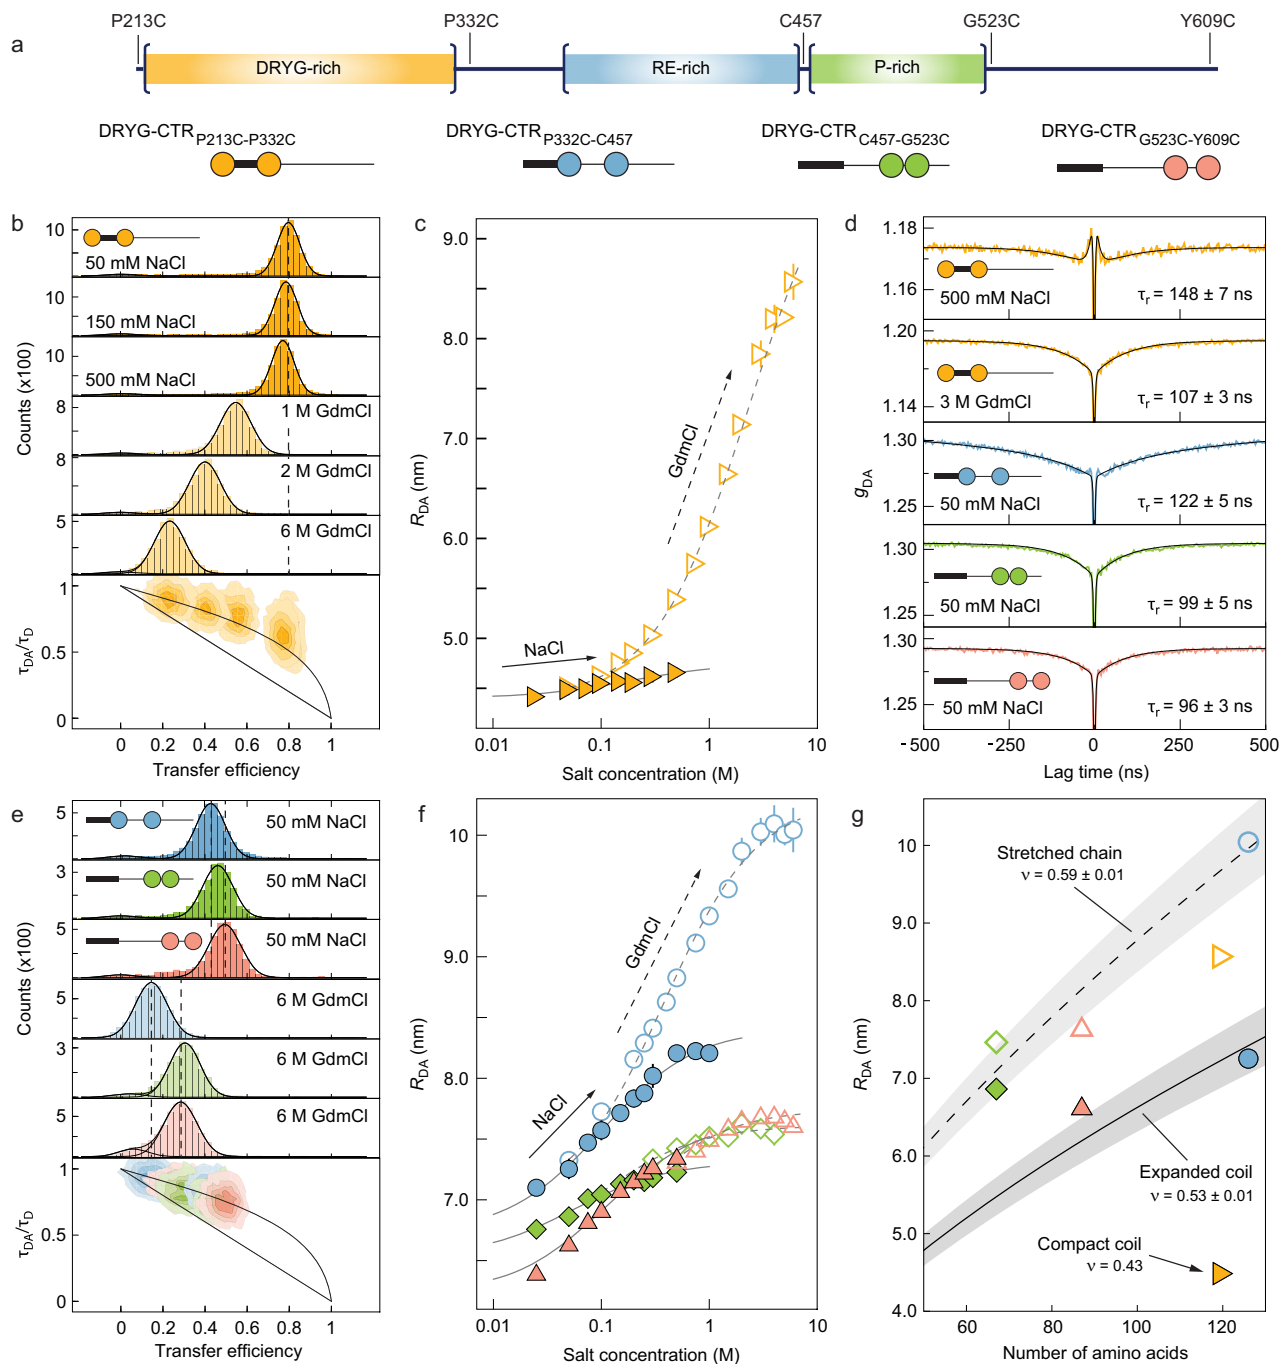 a
P213C P332C C457 G523C Y609C
DRYG-rich RE-rich P-rich
DRYG-CTR P213C-P332C DRYG-CTR P332C-C457 DRYG-CTR C457-G523C DRYG-CTR G523C-Y609C
b
10
50 mM NaCl
10
150 mM NaCl
10
500 mM NaCl
8
1 M GdmCl
8
2 M GdmCl
5
6 M GdmCl
Counts (x100)
1
0.5
0
τDA/τD
0 0.2 0.4 0.6 0.8 1
Transfer efficiency
c
9.0
8.0
7.0
6.0
5.0
RDA (nm)
GdmCl
NaCl
0.01 0.1 1 10
Salt concentration (M)
d
1.18
1.16
500 mM NaCl
τr = 148 ± 7 ns
1.20
1.14
3 M GdmCl
τr = 107 ± 3 ns
1.30
1.25
50 mM NaCl
τr = 122 ± 5 ns
1.30
1.25
50 mM NaCl
τr = 99 ± 5 ns
1.30
1.25
50 mM NaCl
τr = 96 ± 3 ns
gDA
-500 -250 0 250 500
Lag time (ns)
e
5
50 mM NaCl
3
50 mM NaCl
5
50 mM NaCl
5
6 M GdmCl
3
6 M GdmCl
5
6 M GdmCl
Counts (x100)
1
0.5
0
τDA/τD
0 0.2 0.4 0.6 0.8 1
Transfer efficiency
f
10
9.0
8.0
7.0
RDA (nm)
GdmCl
NaCl
0.01 0.1 1 10
Salt concentration (M)
g
10
9.0
8.0
7.0
6.0
5.0
4.0
RDA (nm)
Stretched chain
ν = 0.59 ± 0.01
Expanded coil
ν = 0.53 ± 0.01
Compact coil
ν = 0.43
60 80 100 120
Number of amino acids